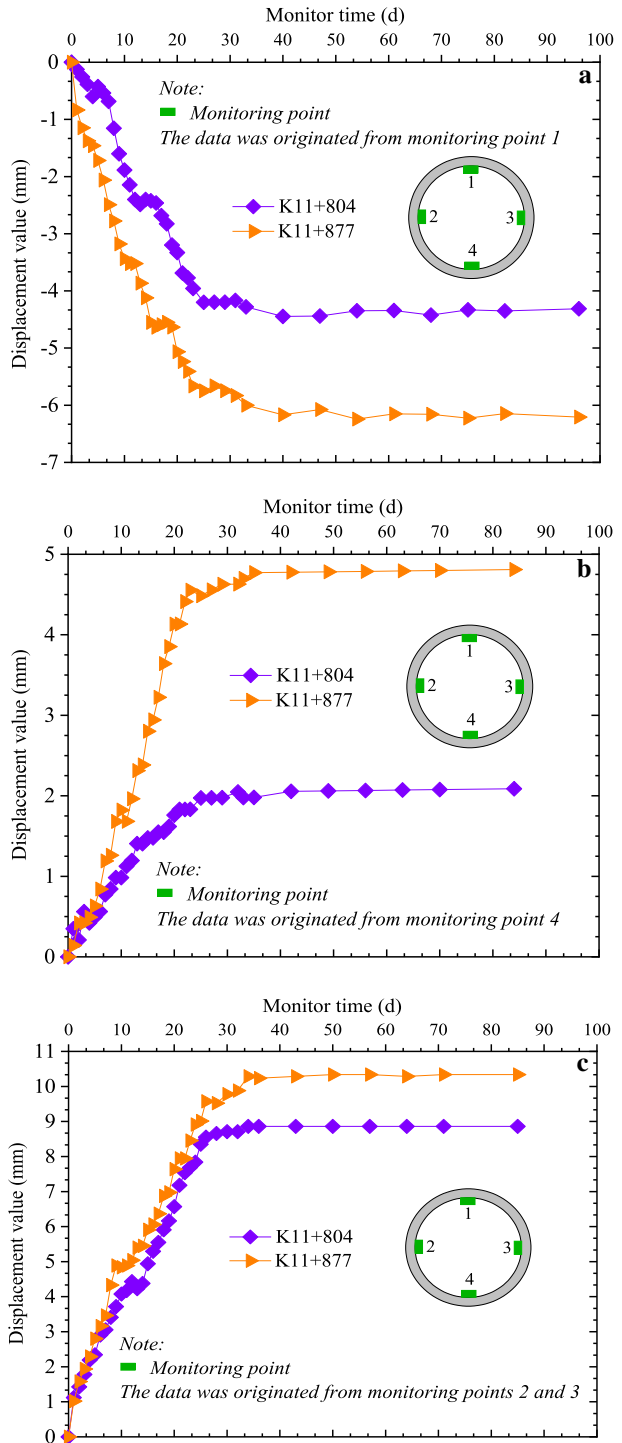 Monitor time (d)
0 10 20 30 40 50 60 70 80 90 100
0
-1
-2
-3
-4
-5
-6
-7
Displacement value (mm)
a
Note:
Monitoring point
The data was originated from monitoring point 1
K11+804
K11+877
1
2
3
4
Monitor time (d)
0 10 20 30 40 50 60 70 80 90 100
5
4
3
2
1
0
Displacement value (mm)
b
K11+804
K11+877
1
2
3
4
Note:
Monitoring point
The data was originated from monitoring point 4
Monitor time (d)
0 10 20 30 40 50 60 70 80 90 100
11
10
9
8
7
6
5
4
3
2
1
0
Displacement value (mm)
c
K11+804
K11+877
1
2
3
4
Note:
Monitoring point
The data was originated from monitoring points 2 and 3